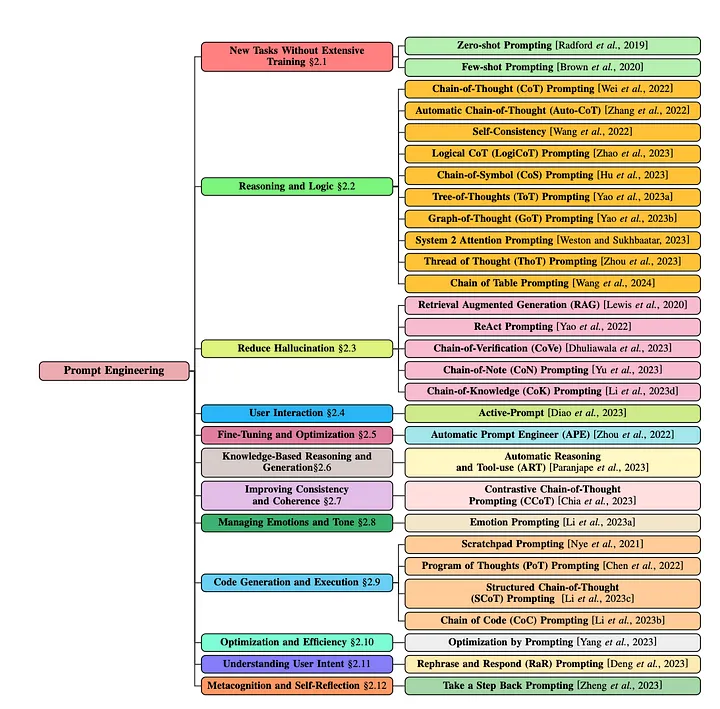 New Tasks Without Extensive
Training §2.1
Zero-shot Prompting [Radford et al., 2019]
Few-shot Prompting [Brown et al., 2020]
Reasoning and Logic §2.2
Chain-of-Thought (CoT) Prompting [Wei et al., 2022]
Automatic Chain-of-Thought (Auto-CoT) [Zhang et al., 2022]
Self-Consistency [Wang et al., 2022]
Logical CoT (LogiCoT) Prompting [Zhao et al., 2023]
Chain-of-Symbol (CoS) Prompting [Hu et al., 2023]
Tree-of-Thoughts (ToT) Prompting [Yao et al., 2023a]
Graph-of-Thought (GoT) Prompting [Yao et al., 2023b]
System 2 Attention Prompting [Weston and Sukhbaatar, 2023]
Thread of Thought (ThoT) Prompting [Zhou et al., 2023]
Chain of Table Prompting [Wang et al., 2024]
Prompt Engineering
Reduce Hallucination §2.3
Retrieval Augmented Generation (RAG) [Lewis et al., 2020]
ReAct Prompting [Yao et al., 2022]
Chain-of-Verification (CoVe) [Dhuliawala et al., 2023]
Chain-of-Note (CoN) Prompting [Yu et al., 2023]
Chain-of-Knowledge (CoK) Prompting [Li et al., 2023d]
User Interaction §2.4
Active-Prompt [Diao et al., 2023]
Fine-Tuning and Optimization §2.5
Automatic Prompt Engineer (APE) [Zhou et al., 2022]
Knowledge-Based Reasoning and
Generation§2.6
Automatic Reasoning
and Tool-use (ART) [Paranjape et al., 2023]
Improving Consistency
and Coherence §2.7
Contrastive Chain-of-Thought
Prompting (CCoT) [Chia et al., 2023]
Managing Emotions and Tone §2.8
Emotion Prompting [Li et al., 2023a]
Code Generation and Execution §2.9
Scratchpad Prompting [Nye et al., 2021]
Program of Thoughts (PoT) Prompting [Chen et al., 2022]
Structured Chain-of-Thought
(SCoT) Prompting [Li et al., 2023c]
Chain of Code (CoC) Prompting [Li et al., 2023b]
Optimization and Efficiency §2.10
Optimization by Prompting [Yang et al., 2023]
Understanding User Intent §2.11
Rephrase and Respond (RaR) Prompting [Deng et al., 2023]
Metacognition and Self-Reflection §2.12
Take a Step Back Prompting [Zheng et al., 2023]